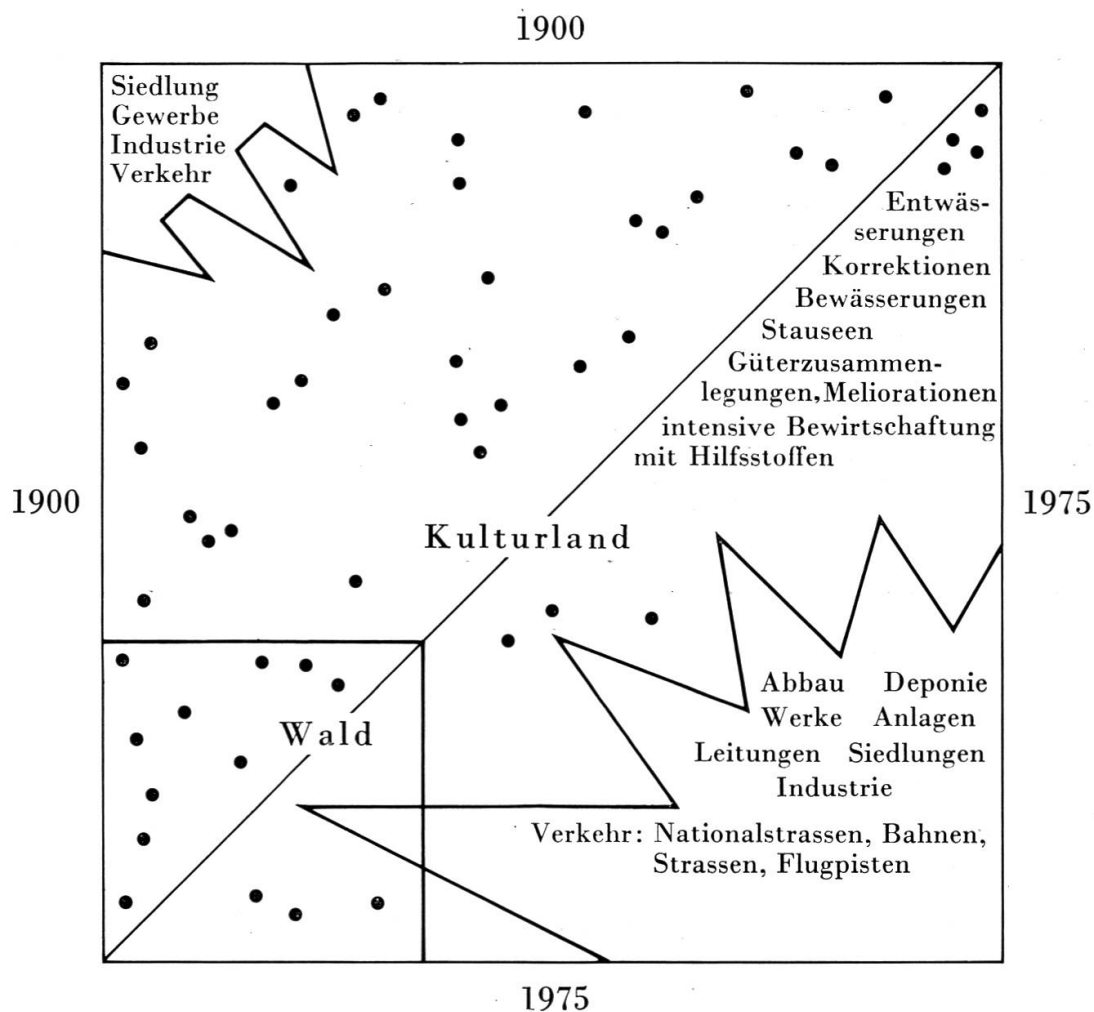 1900
Siedlung
Gewerbe
Industrie
Verkehr
Entwäs-
serungen
Korrektionen
Bewässerungen
Stauseen
Güterzusammen-
legungen, Meliorationen
intensive Bewirtschaftung
mit Hilfsstoffen
1900
1975
Kulturland
Wald
Abbau Deponie
Werke Anlagen
Leitungen Siedlungen
Industrie
Verkehr: Nationalstrassen, Bahnen,
Strassen, Flugpisten
1975